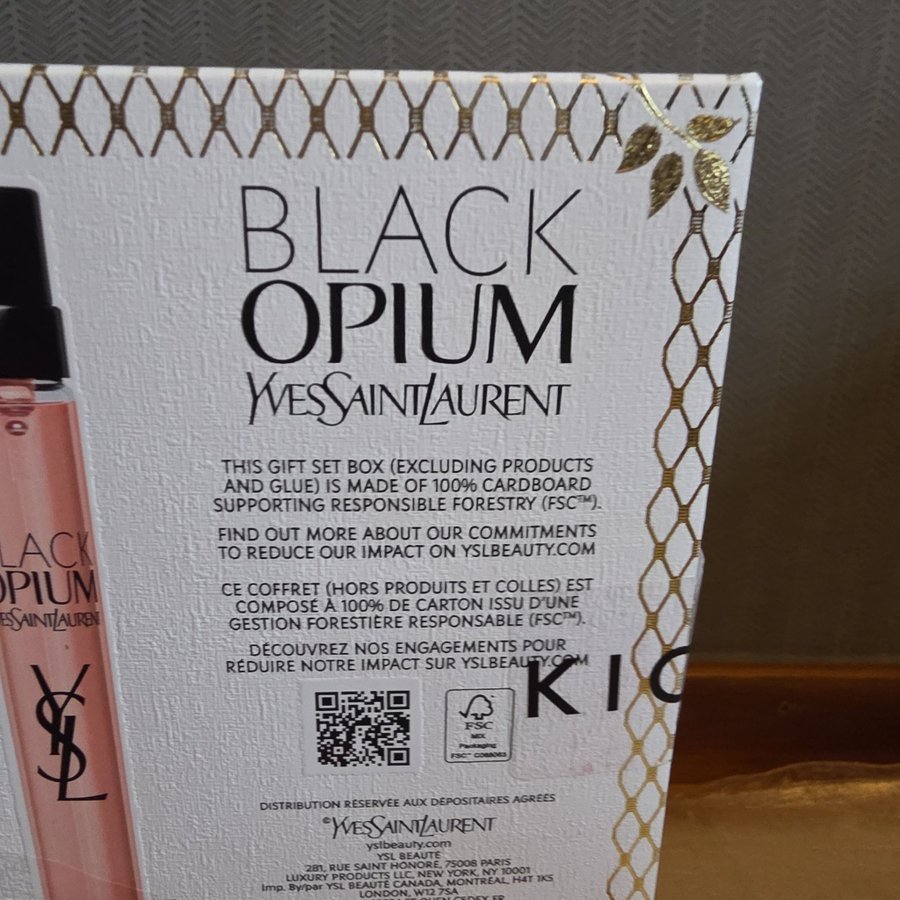 BLACK
OPIUM
YVESSAINTLAURENT
THIS GIFT SET BOX (EXCLUDING PRODUCTS
AND GLUE) IS MADE OF 100% CARDBOARD
SUPPORTING RESPONSIBLE FORESTRY (FSC™).
FIND OUT MORE ABOUT OUR COMMITMENTS
TO REDUCE OUR IMPACT ON YSLBEAUTY.COM
CE COFFRET (HORS PRODUITS ET COLLES) EST
COMPOSÉ À 100% DE CARTON ISSU D'UNE
GESTION FORESTIÈRE RESPONSABLE (FSC™).
DÉCOUVREZ NOS ENGAGEMENTS POUR
RÉDUIRE NOTRE IMPACT SUR YSLBEAUTY.COM
KIC
FSC
MIX
Packaging
DISTRIBUTION RÉSERVÉE AUX DÉPOSITAIRES AGRÉÉS
©YVESSAINTLAURENT
yslbeauty.com
YSL BEAUTÉ
281, RUE SAINT HONORÉ, 75008 PARIS
LUXURY PRODUCTS LLC, NEW YORK, NY 10001
Imp. By/par YSL BEAUTÉ CANADA, MONTRÉAL, H4T 1K5
LONDON, W12 7SA
LACK
OPIUM
ESSAINTLAURENT
YSL